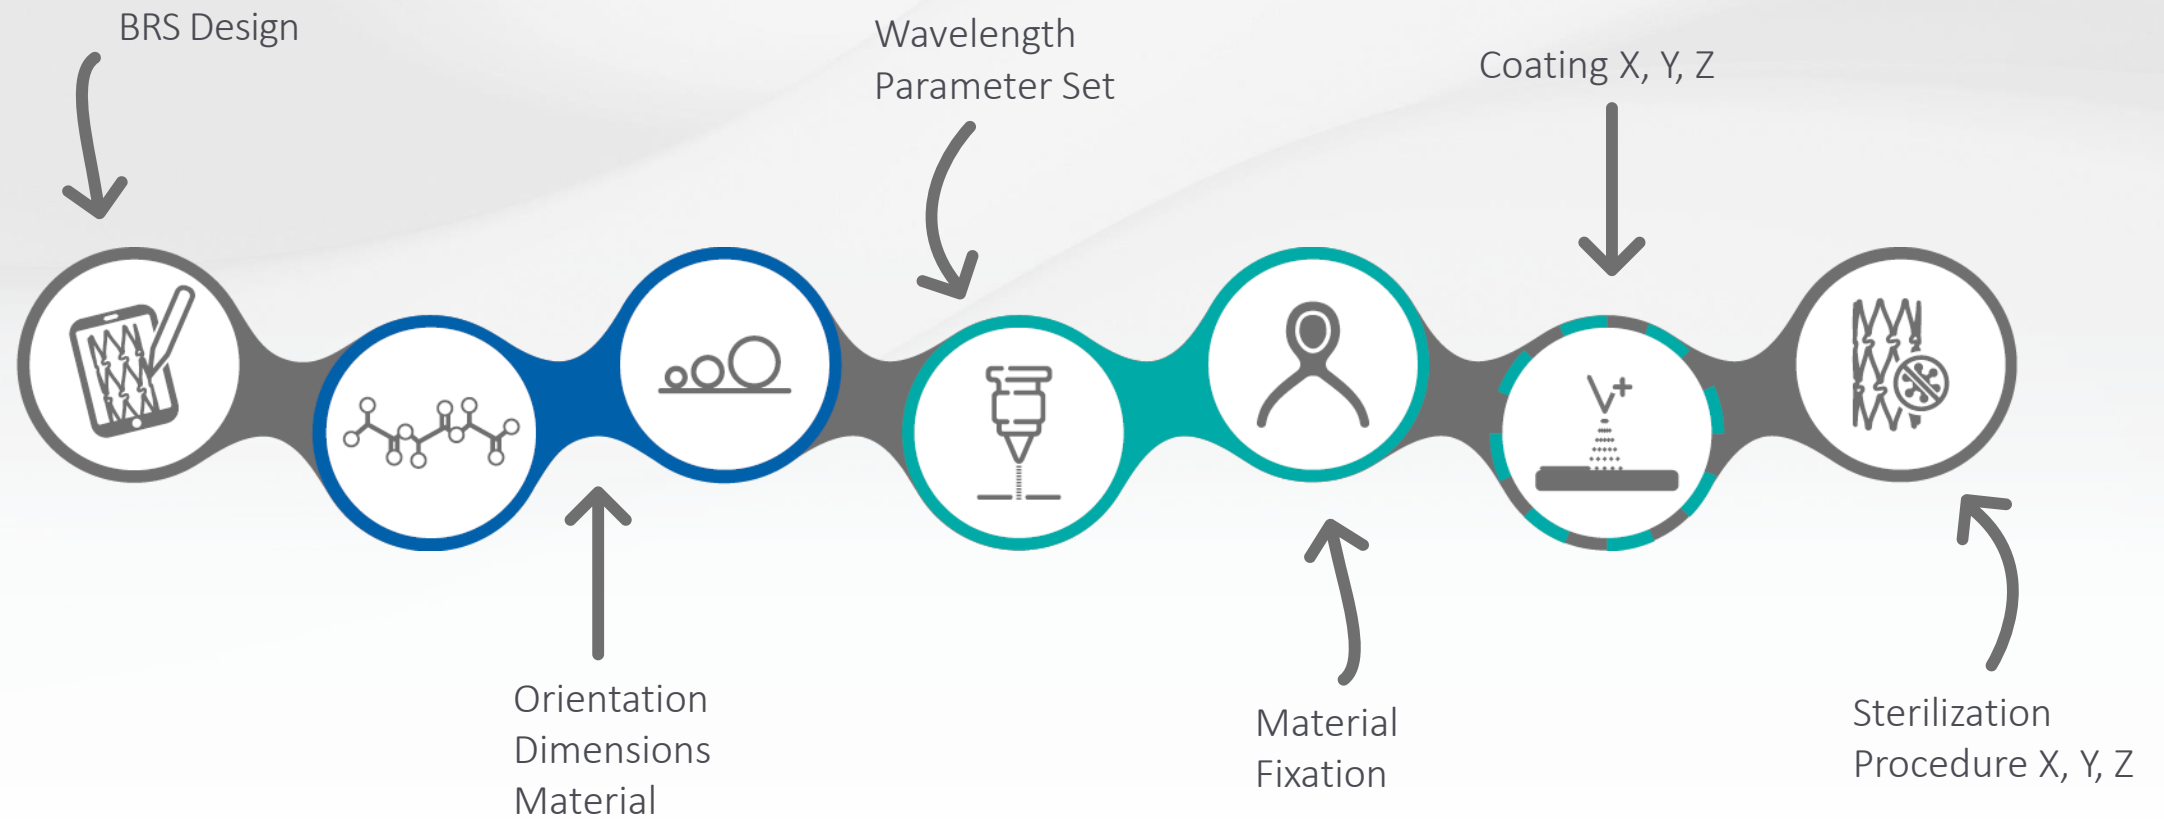 BRS Design
Wavelength
Parameter Set
Coating X, Y, Z
Orientation
Dimensions
Material
Material
Fixation
Sterilization
Procedure X, Y, Z